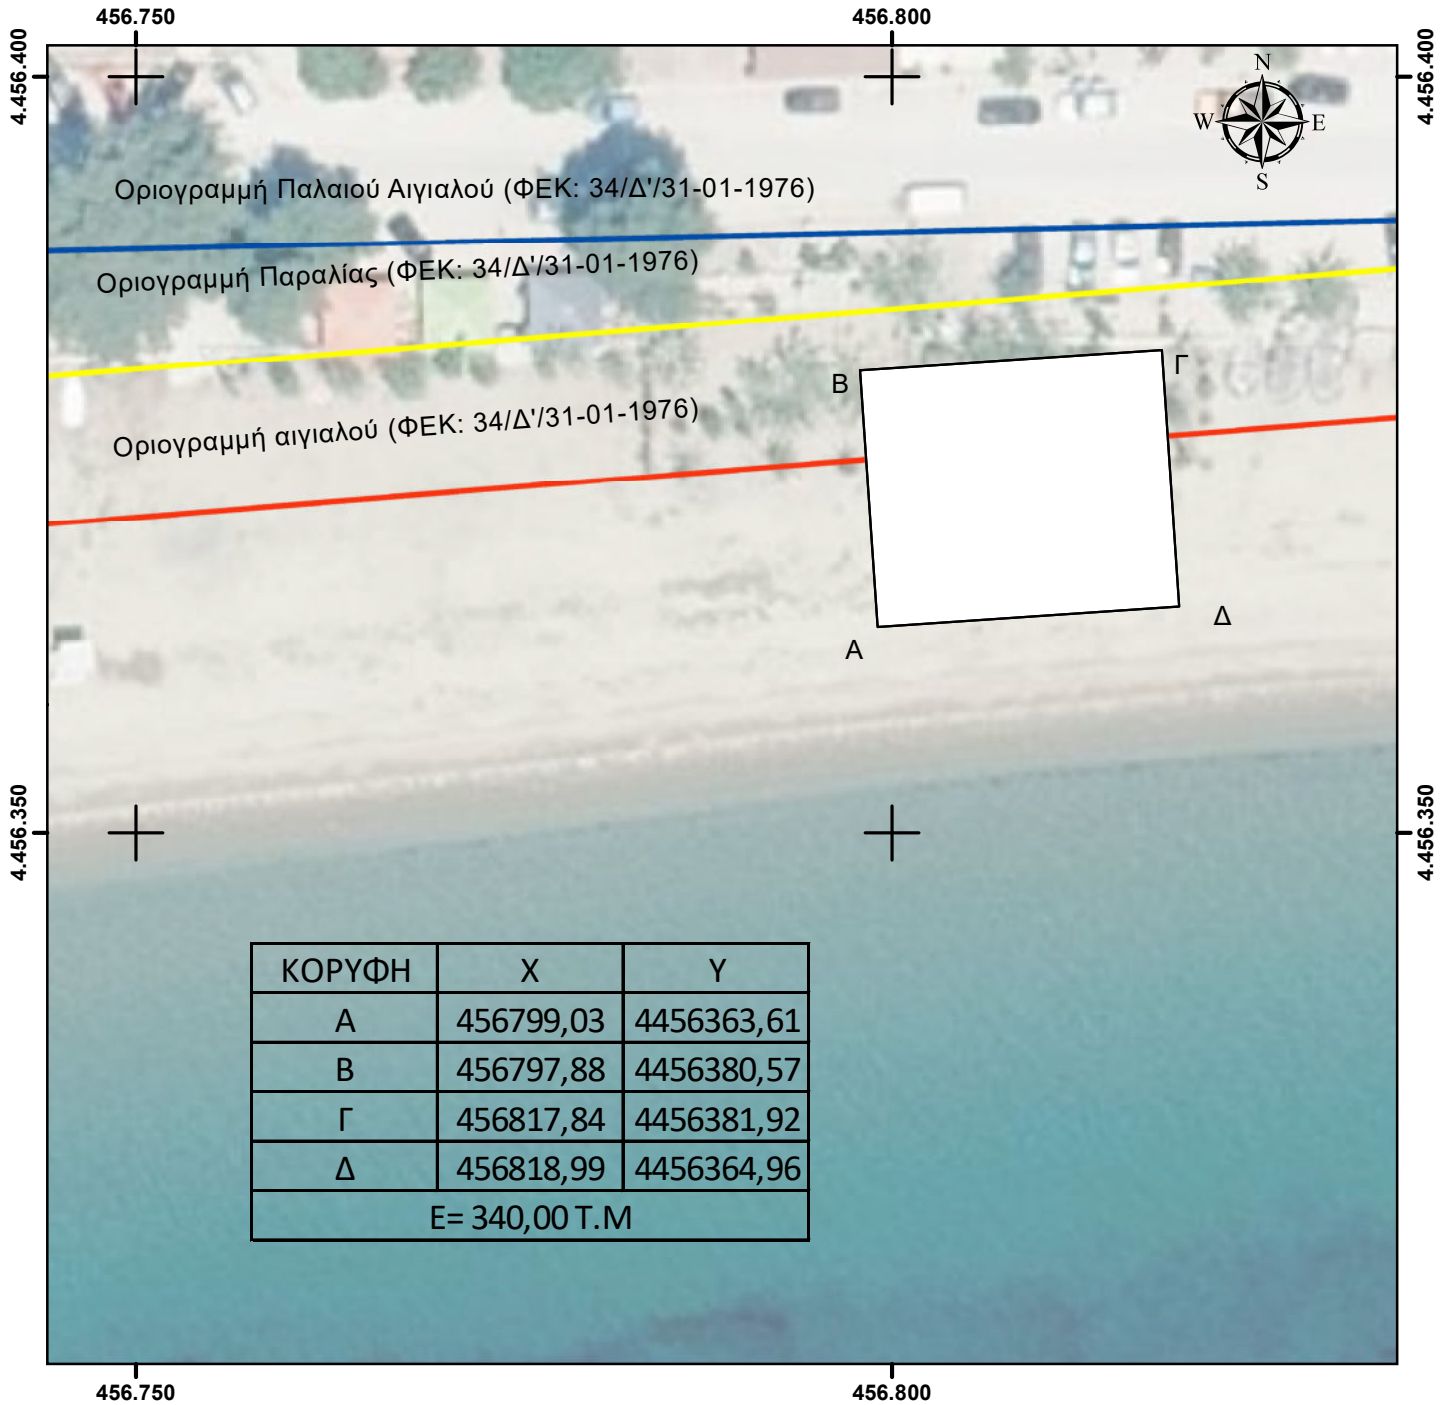 456.750 456.800
4.456.400 4.456.400
N
W E
S
Οριογραμμή Παλαιού Αιγιαλού (ΦΕΚ: 34/Δ'/31-01-1976)
Οριογραμμή Παραλίας (ΦΕΚ: 34/Δ'/31-01-1976)
Οριογραμμή αιγιαλού (ΦΕΚ: 34/Δ'/31-01-1976)
Β Γ
Α Δ
4.456.350 4.456.350
ΚΟΡΥΦΗ X Y
Α 456799,03 4456363,61
Β 456797,88 4456380,57
Γ 456817,84 4456381,92
Δ 456818,99 4456364,96
Ε= 340,00 Τ.Μ
456.750 456.800